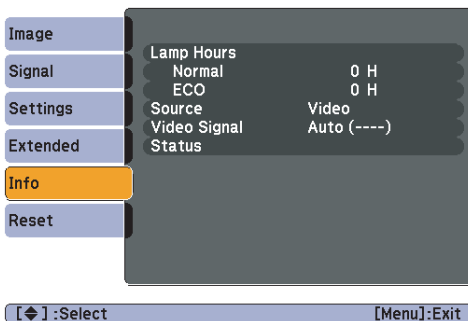 Image
Signal
Settings
Extended
Info
Reset
Lamp Hours
Normal 0 H
ECO 0 H
Source Video
Video Signal Auto (----)
Status
[ ] :Select [Menu]:Exit